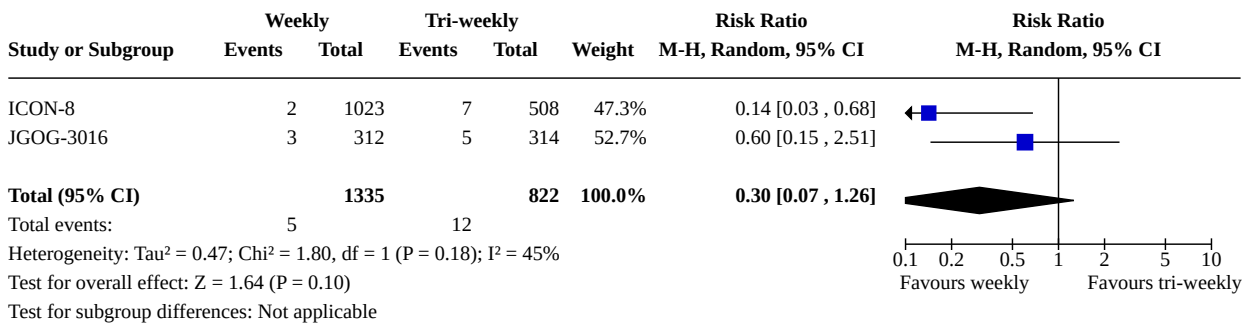 Weekly Tri-weekly Risk Ratio Risk Ratio
Study or Subgroup Events Total Events Total Weight M-H, Random, 95% CI M-H, Random, 95% CI
ICON-8 2 1023 7 508 47.3% 0.14 [0.03 , 0.68]
JGOG-3016 3 312 5 314 52.7% 0.60 [0.15 , 2.51]
Total (95% CI) 1335 822 100.0% 0.30 [0.07 , 1.26]
Total events: 5 12
Heterogeneity: Tau² = 0.47; Chi² = 1.80, df = 1 (P = 0.18); I² = 45%
Test for overall effect: Z = 1.64 (P = 0.10)
Test for subgroup differences: Not applicable
0.1 0.2 0.5 1 2 5 10
Favours weekly Favours tri-weekly